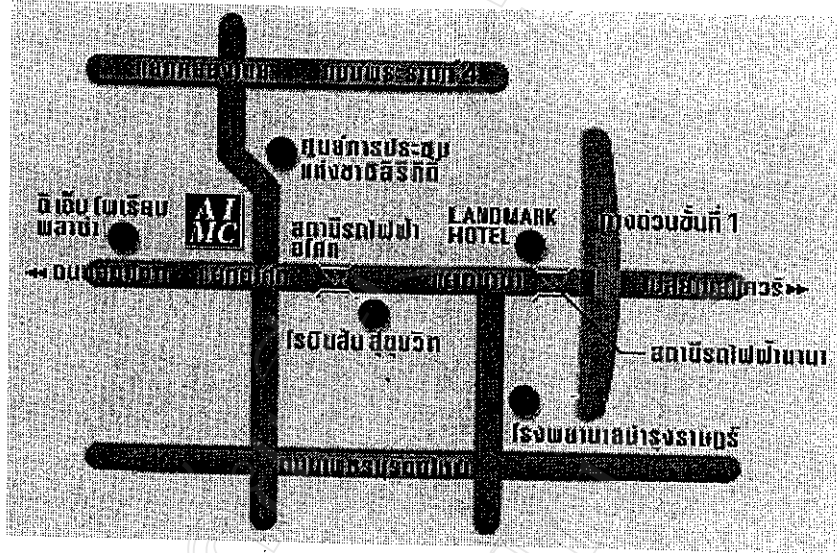 ถนนพระรามที่ 4
ศูนย์การประชุม
แห่งชาติสิริกิติ์
ดิ เอ็มโพเรียม
พลาซ่า
AI
MC
สถานีรถไฟฟ้า
อโศก
LANDMARK
HOTEL
ทางด่วนขั้นที่ 1
โรบินสัน สุขุมวิท
สถานีรถไฟฟ้านานา
โรงพยาบาลบำรุงราษฎร์